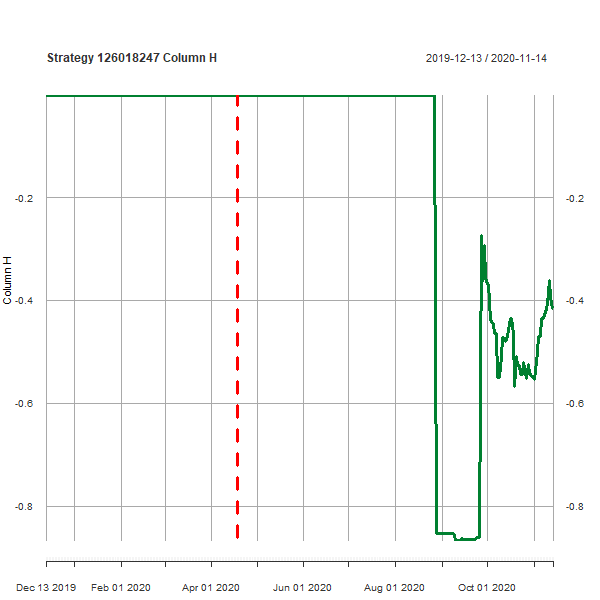 Strategy 126018247 Column H
2019-12-13 / 2020-11-14
-0.2
-0.2
-0.4
-0.4
-0.6
-0.6
-0.8
-0.8
Column H
Dec 13 2019
Feb 01 2020
Apr 01 2020
Jun 01 2020
Aug 01 2020
Oct 01 2020